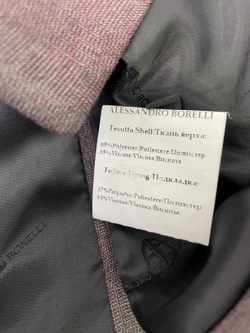 ALESSANDRO BORELLI
Tessuto/Shell/Ткань верха:
65%Polyester/Poliestere/Полиэстер
35%Viscose/Viscosa/Вискоза
Fodera/Lining/Подкладка:
37%Polyester/Poliestere/Полиэстер
63%Viscose/Viscosa/Вискоза
BORELLI